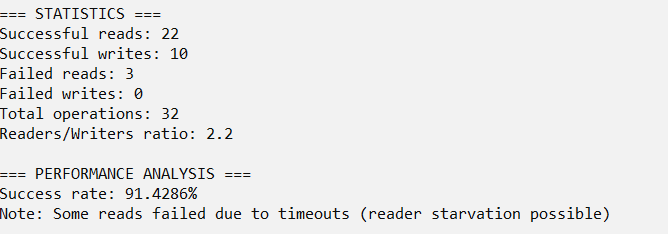 === STATISTICS ===
Successful reads: 22
Successful writes: 10
Failed reads: 3
Failed writes: 0
Total operations: 32
Readers/Writers ratio: 2.2
=== PERFORMANCE ANALYSIS ===
Success rate: 91.4286%
Note: Some reads failed due to timeouts (reader starvation possible)